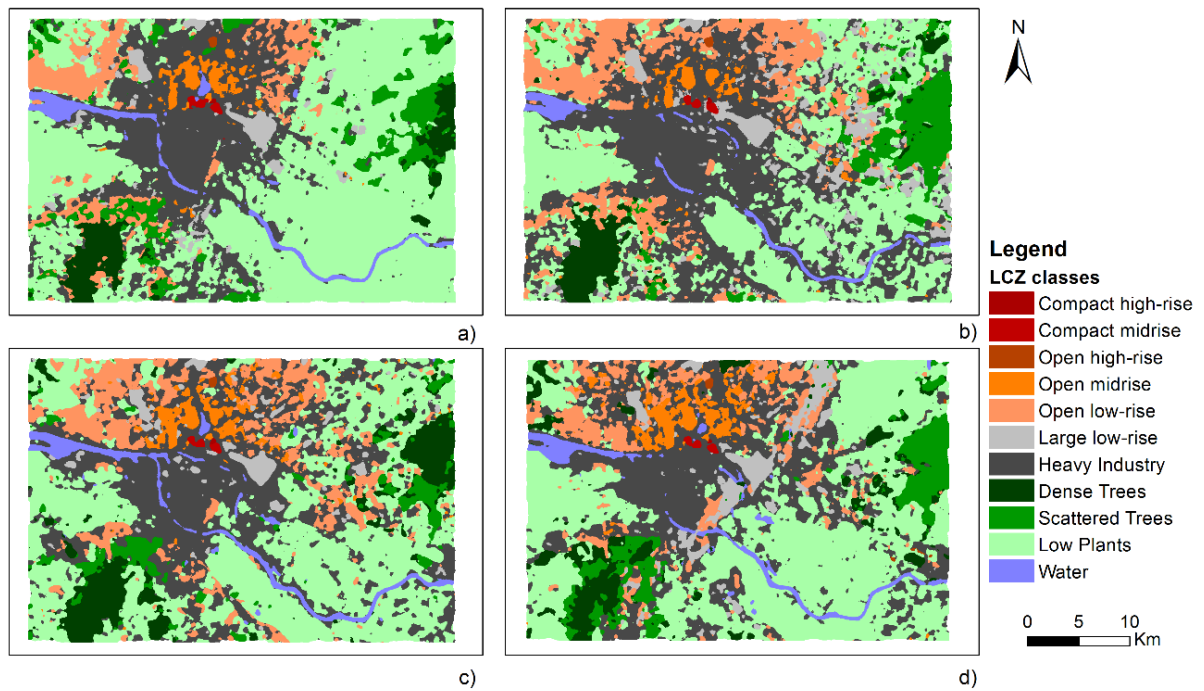 N
a)
b)
Legend
LCZ classes
Compact high-rise
Compact midrise
Open high-rise
Open midrise
Open low-rise
Large low-rise
Heavy Industry
Dense Trees
Scattered Trees
Low Plants
Water
0 5 10
Km
c)
d)